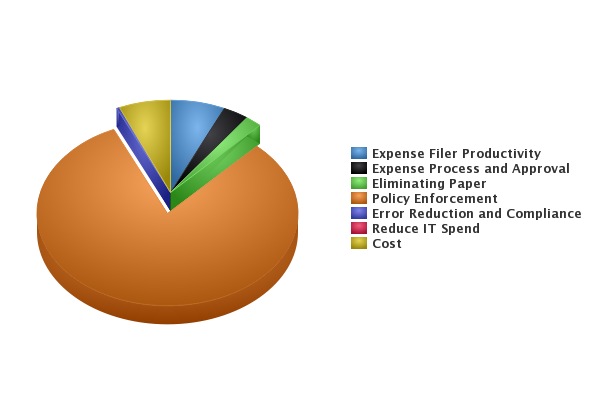 Expense Filer Productivity
Expense Process and Approval
Eliminating Paper
Policy Enforcement
Error Reduction and Compliance
Reduce IT Spend
Cost